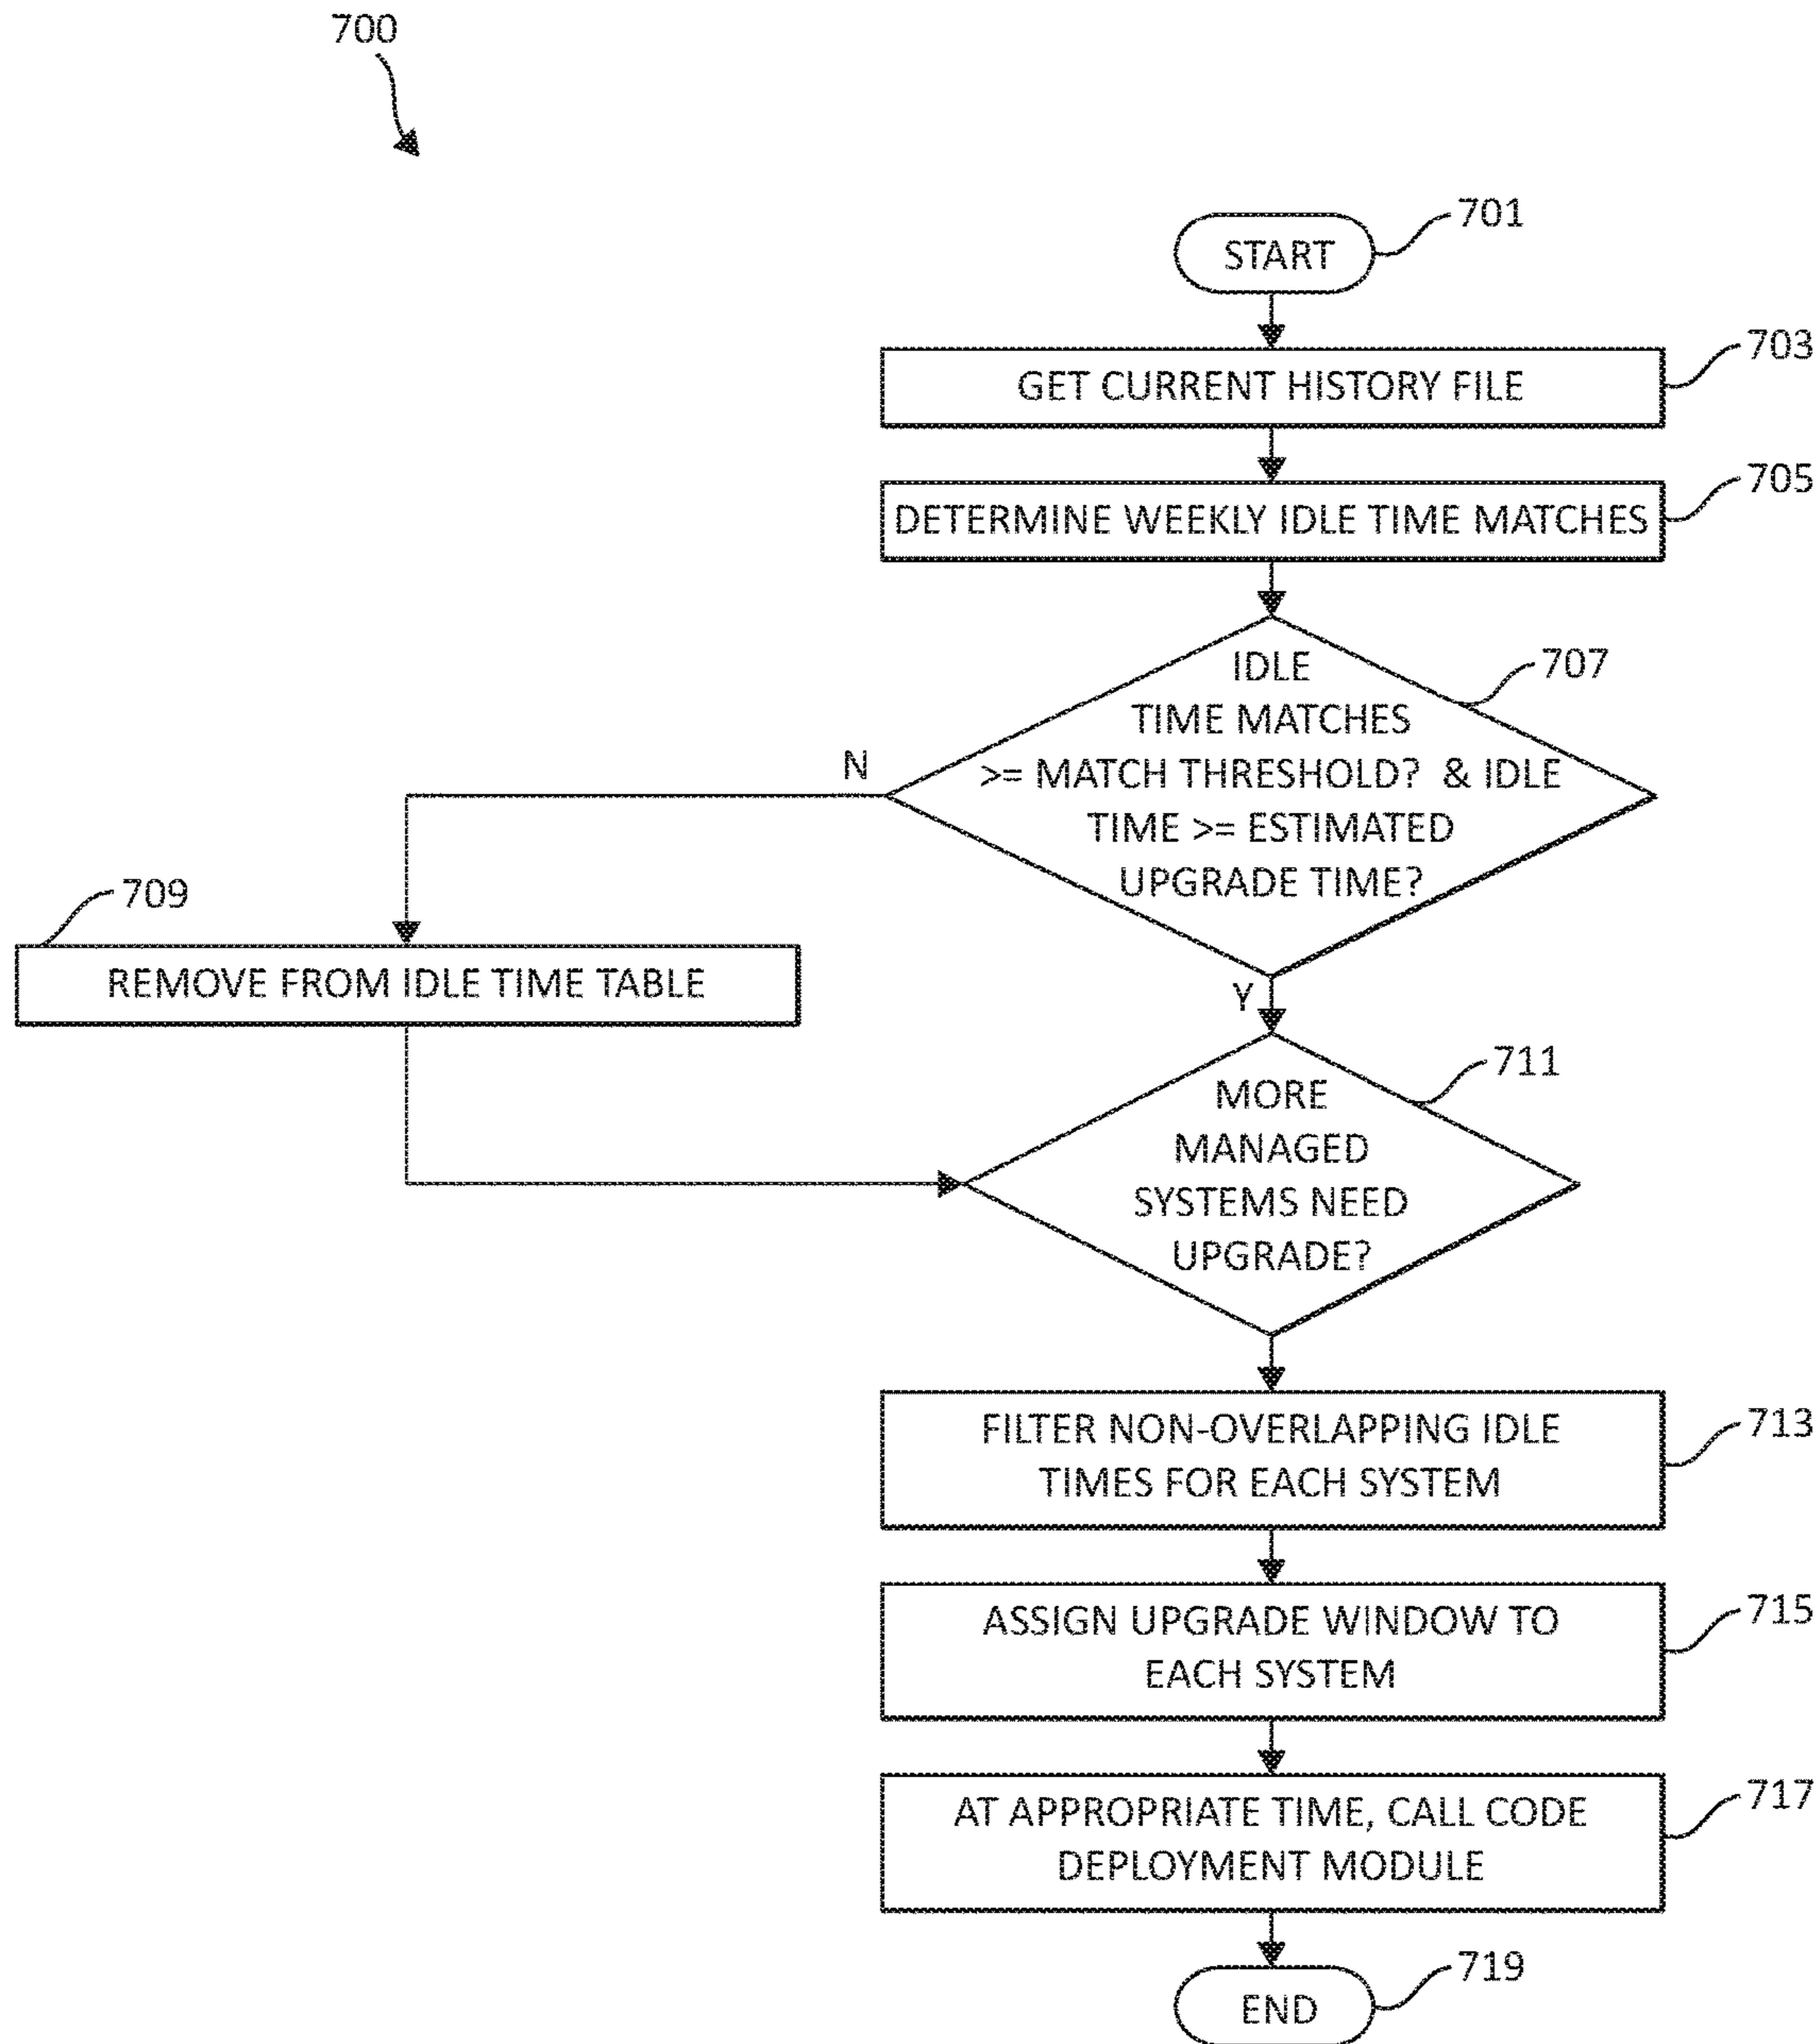 700
START
701
GET CURRENT HISTORY FILE
703
DETERMINE WEEKLY IDLE TIME MATCHES
705
IDLE
TIME MATCHES
>= MATCH THRESHOLD?  & IDLE
TIME >= ESTIMATED
UPGRADE TIME?
707
N
Y
709
REMOVE FROM IDLE TIME TABLE
MORE
MANAGED
SYSTEMS NEED
UPGRADE?
711
FILTER NON-OVERLAPPING IDLE
TIMES FOR EACH SYSTEM
713
ASSIGN UPGRADE WINDOW TO
EACH SYSTEM
715
AT APPROPRIATE TIME, CALL CODE
DEPLOYMENT MODULE
717
END
719